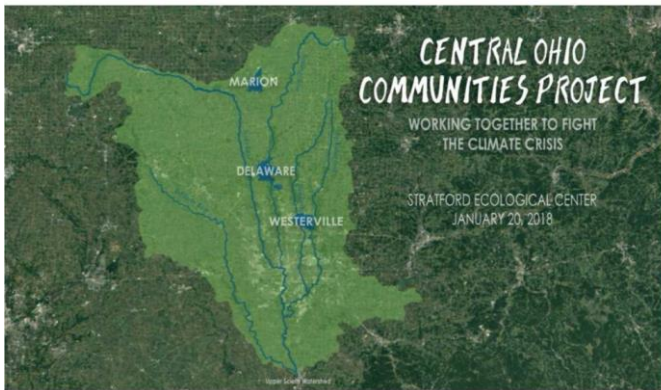 CENTRAL OHIO
COMMUNITIES PROJECT
WORKING TOGETHER TO FIGHT
THE CLIMATE CRISIS
STRATFORD ECOLOGICAL CENTER
JANUARY 20, 2018
MARION
DELAWARE
WESTERVILLE
Upper Scioto Watershed